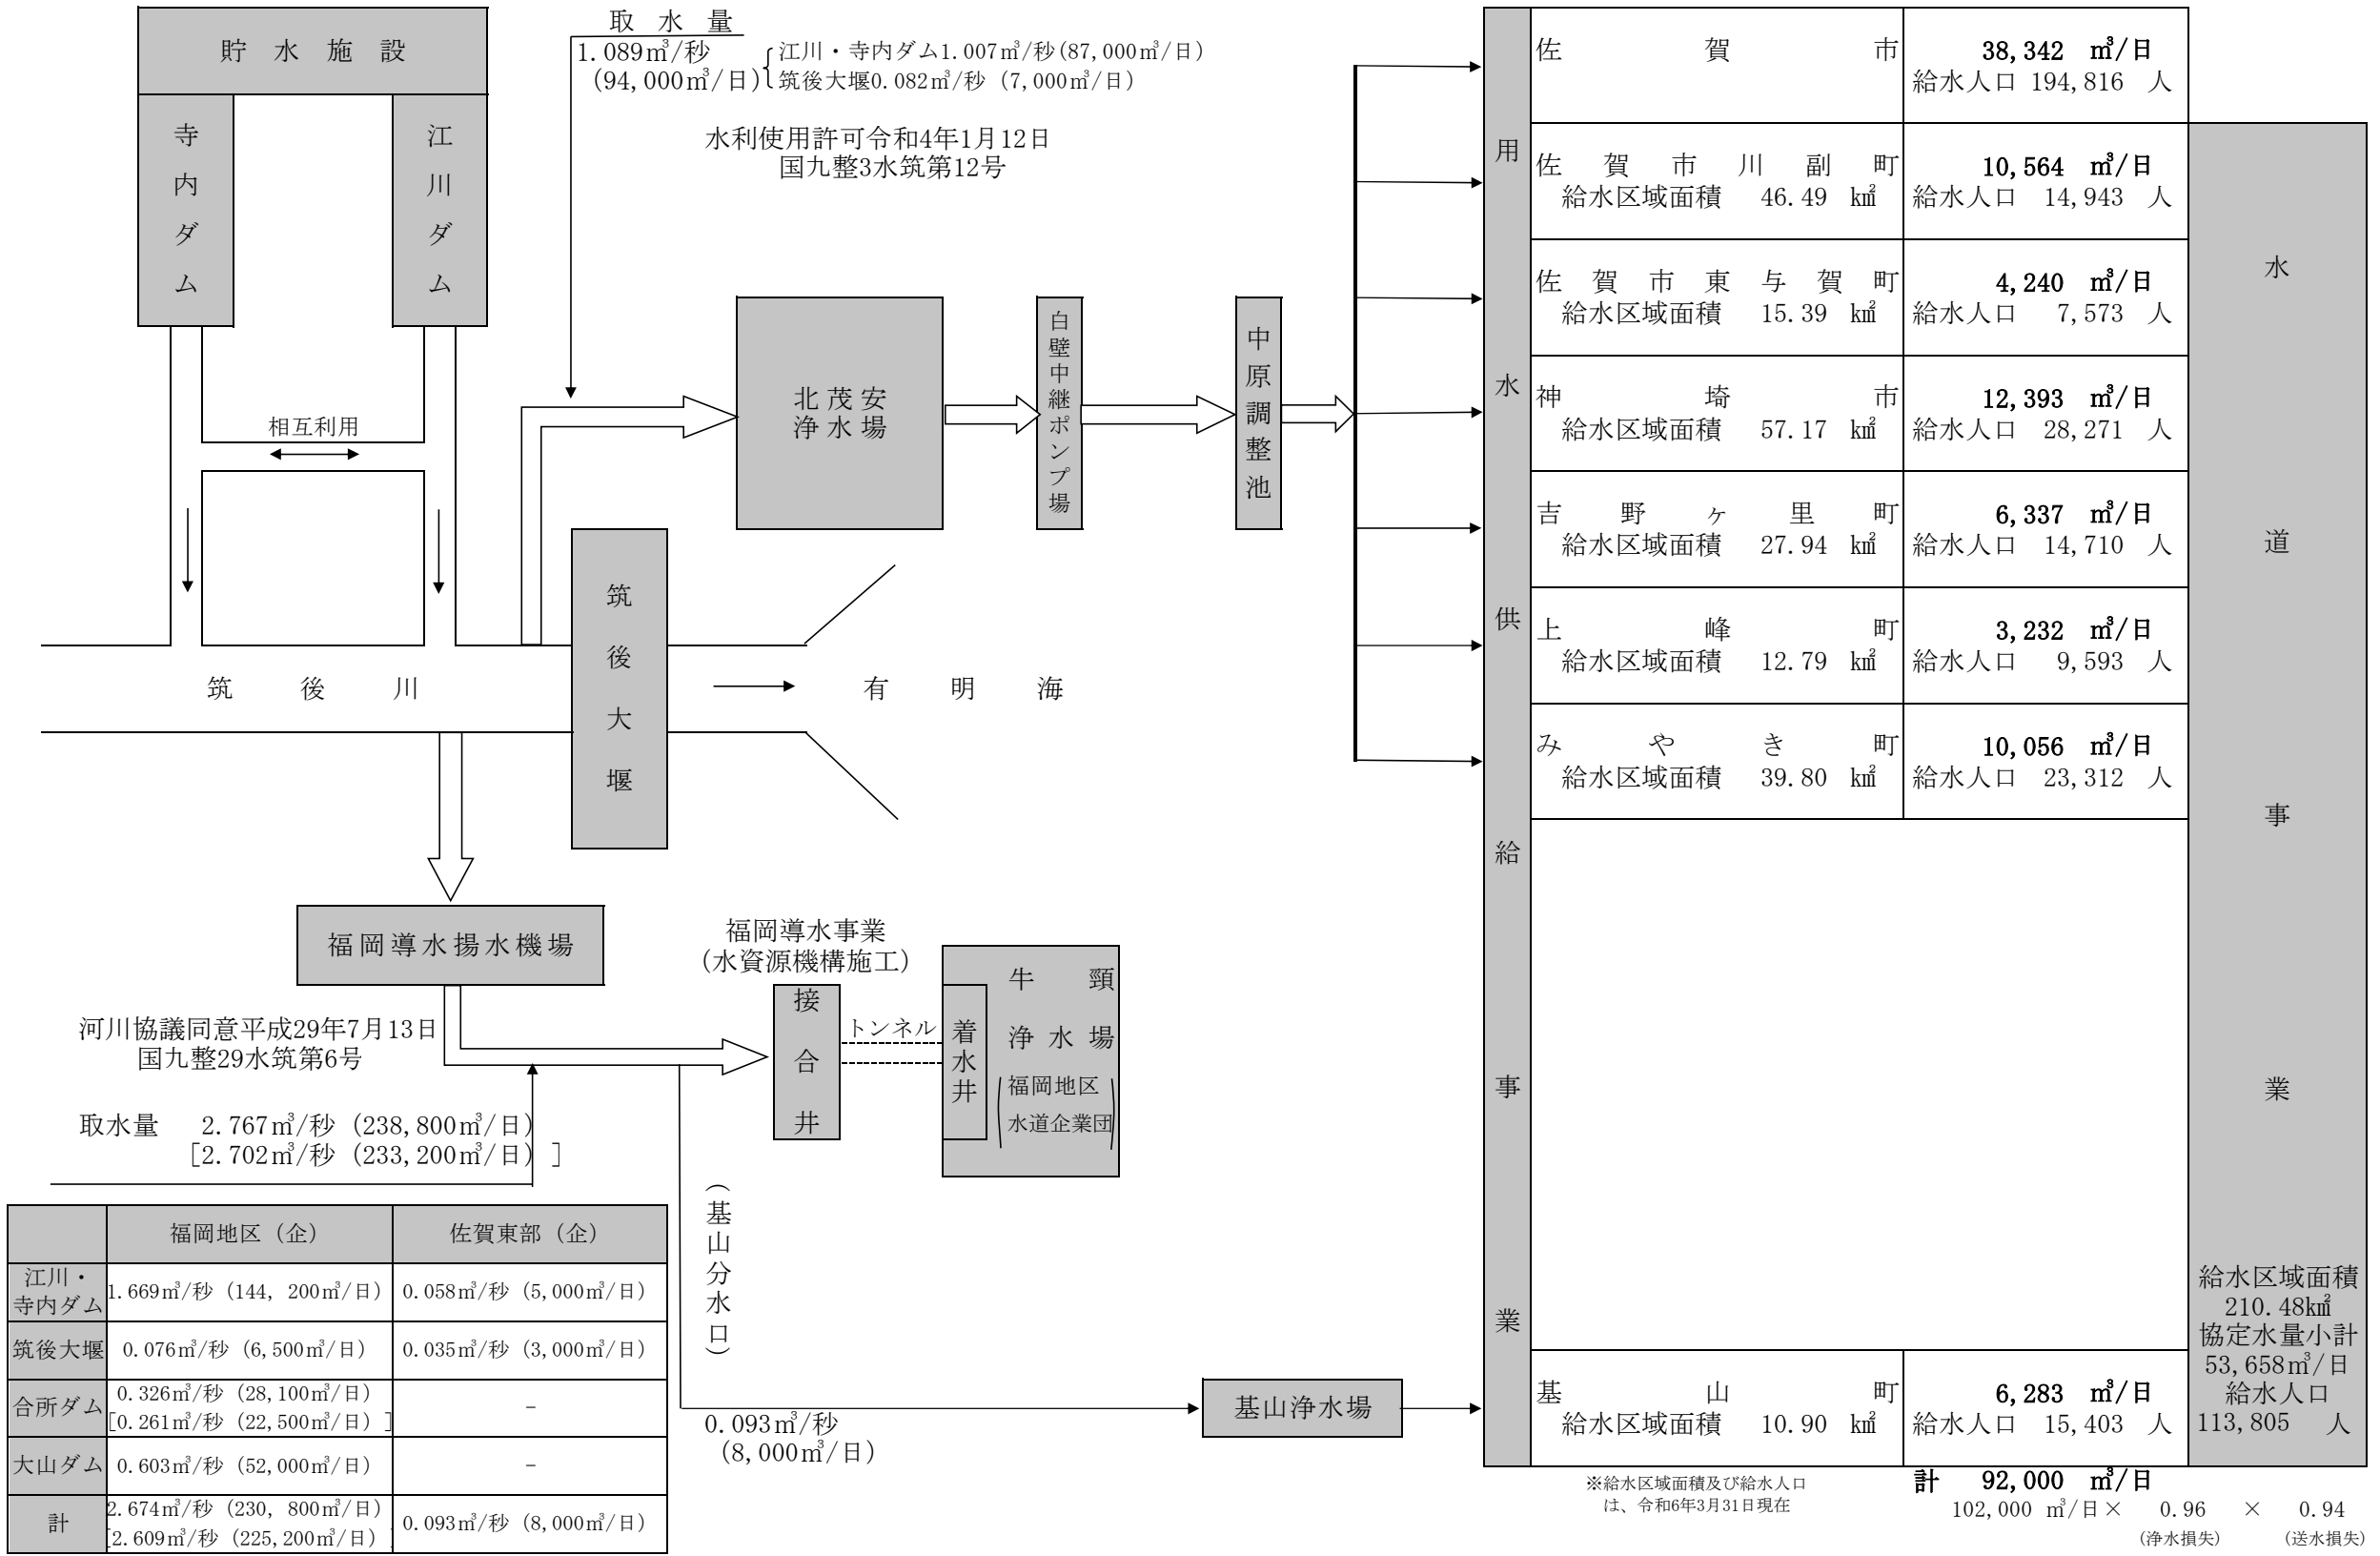 貯水施設
寺内ダム
江川ダム
相互利用
取水量
1.089㎥/秒
(94,000㎥/日)
江川・寺内ダム1.007㎥/秒(87,000㎥/日)
筑後大堰0.082㎥/秒 (7,000㎥/日)
水利使用許可令和4年1月12日
国九整3水筑第12号
北茂安
浄水場
白壁中継ポンプ場
中原調整池
筑後川
筑後大堰
有明海
福岡導水揚水機場
河川協議同意平成29年7月13日
国九整29水筑第6号
取水量 2.767㎥/秒 (238,800㎥/日)
[2.702㎥/秒 (233,200㎥/日) ]
福岡導水事業
(水資源機構施工)
接合井
トンネル
着水井
牛頸
浄水場
(福岡地区
水道企業団)
(基山分水口)
0.093㎥/秒
(8,000㎥/日)
基山浄水場
福岡地区 (企) 佐賀東部 (企)
江川・
寺内ダム 1.669㎥/秒 (144, 200㎥/日) 0.058㎥/秒 (5,000㎥/日)
筑後大堰 0.076㎥/秒 (6,500㎥/日) 0.035㎥/秒 (3,000㎥/日)
合所ダム 0.326㎥/秒 (28,100㎥/日) －
[0.261㎥/秒 (22,500㎥/日) ]
大山ダム 0.603㎥/秒 (52,000㎥/日) －
計 2.674㎥/秒 (230, 800㎥/日) 0.093㎥/秒 (8,000㎥/日)
[2.609㎥/秒 (225,200㎥/日) ]
用水供給事業
佐賀市 38,342 ㎥/日
給水人口 194,816 人
佐賀市川副町 10,564 ㎥/日
給水区域面積 46.49 ㎢ 給水人口 14,943 人
佐賀市東与賀町 4,240 ㎥/日
給水区域面積 15.39 ㎢ 給水人口 7,573 人
神埼市 12,393 ㎥/日
給水区域面積 57.17 ㎢ 給水人口 28,271 人
吉野ヶ里町 6,337 ㎥/日
給水区域面積 27.94 ㎢ 給水人口 14,710 人
上峰町 3,232 ㎥/日
給水区域面積 12.79 ㎢ 給水人口 9,593 人
みやき町 10,056 ㎥/日
給水区域面積 39.80 ㎢ 給水人口 23,312 人
基山町 6,283 ㎥/日
給水区域面積 10.90 ㎢ 給水人口 15,403 人
水道事業
給水区域面積
210.48㎢
協定水量小計
53,658㎥/日
給水人口
113,805 人
※給水区域面積及び給水人口
は、令和6年3月31日現在
計 92,000 ㎥/日
102,000 ㎥/日× 0.96 × 0.94
(浄水損失) (送水損失)